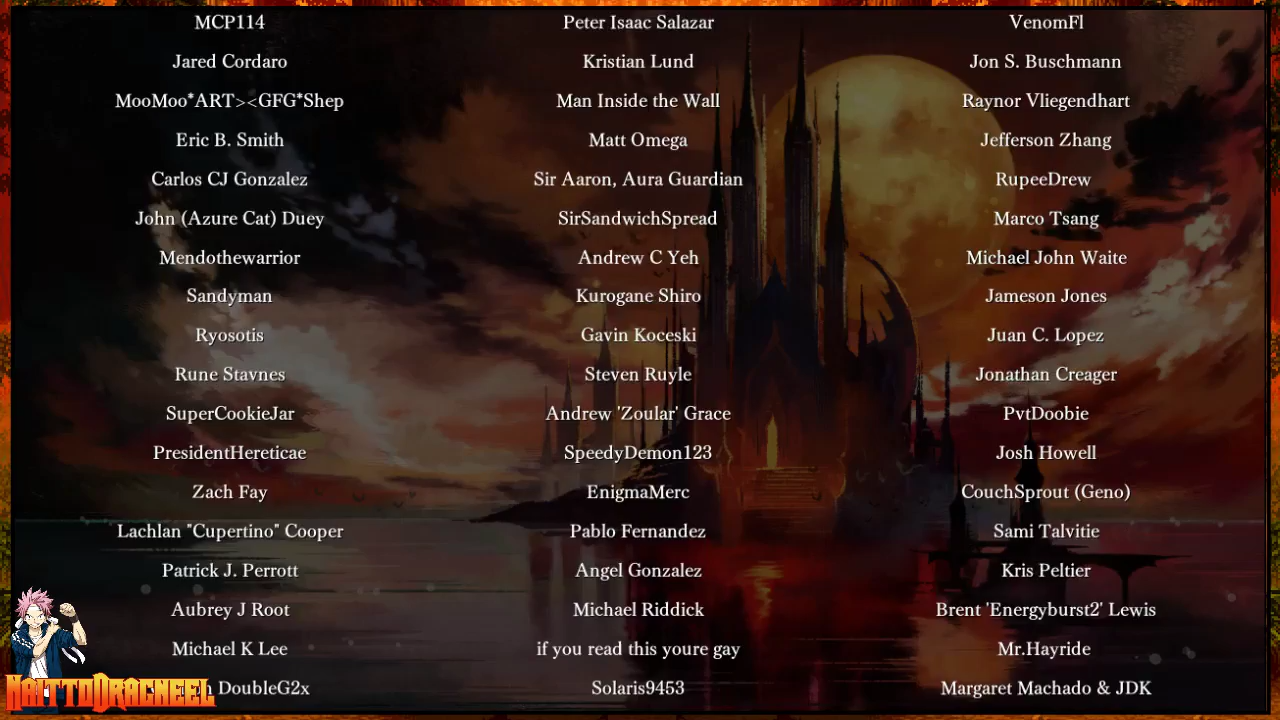 MCP114 Peter Isaac Salazar VenomFl
Jared Cordaro Kristian Lund Jon S. Buschmann
MooMoo*ART><GFG*Shep Man Inside the Wall Raynor Vliegendhart
Eric B. Smith Matt Omega Jefferson Zhang
Carlos CJ Gonzalez Sir Aaron, Aura Guardian RupeeDrew
John (Azure Cat) Duey SirSandwichSpread Marco Tsang
Mendothewarrior Andrew C Yeh Michael John Waite
Sandyman Kurogane Shiro Jameson Jones
Ryosotis Gavin Koceski Juan C. Lopez
Rune Stavnes Steven Ruyle Jonathan Creager
SuperCookieJar Andrew 'Zoular' Grace PvtDoobie
PresidentHereticae SpeedyDemon123 Josh Howell
Zach Fay EnigmaMerc CouchSprout (Geno)
Lachlan "Cupertino" Cooper Pablo Fernandez Sami Talvitie
Patrick J. Perrott Angel Gonzalez Kris Peltier
Aubrey J Root Michael Riddick Brent 'Energyburst2' Lewis
Michael K Lee if you read this youre gay Mr.Hayride
DoubleG2x Solaris9453 Margaret Machado & JDK
NaittoDragneel